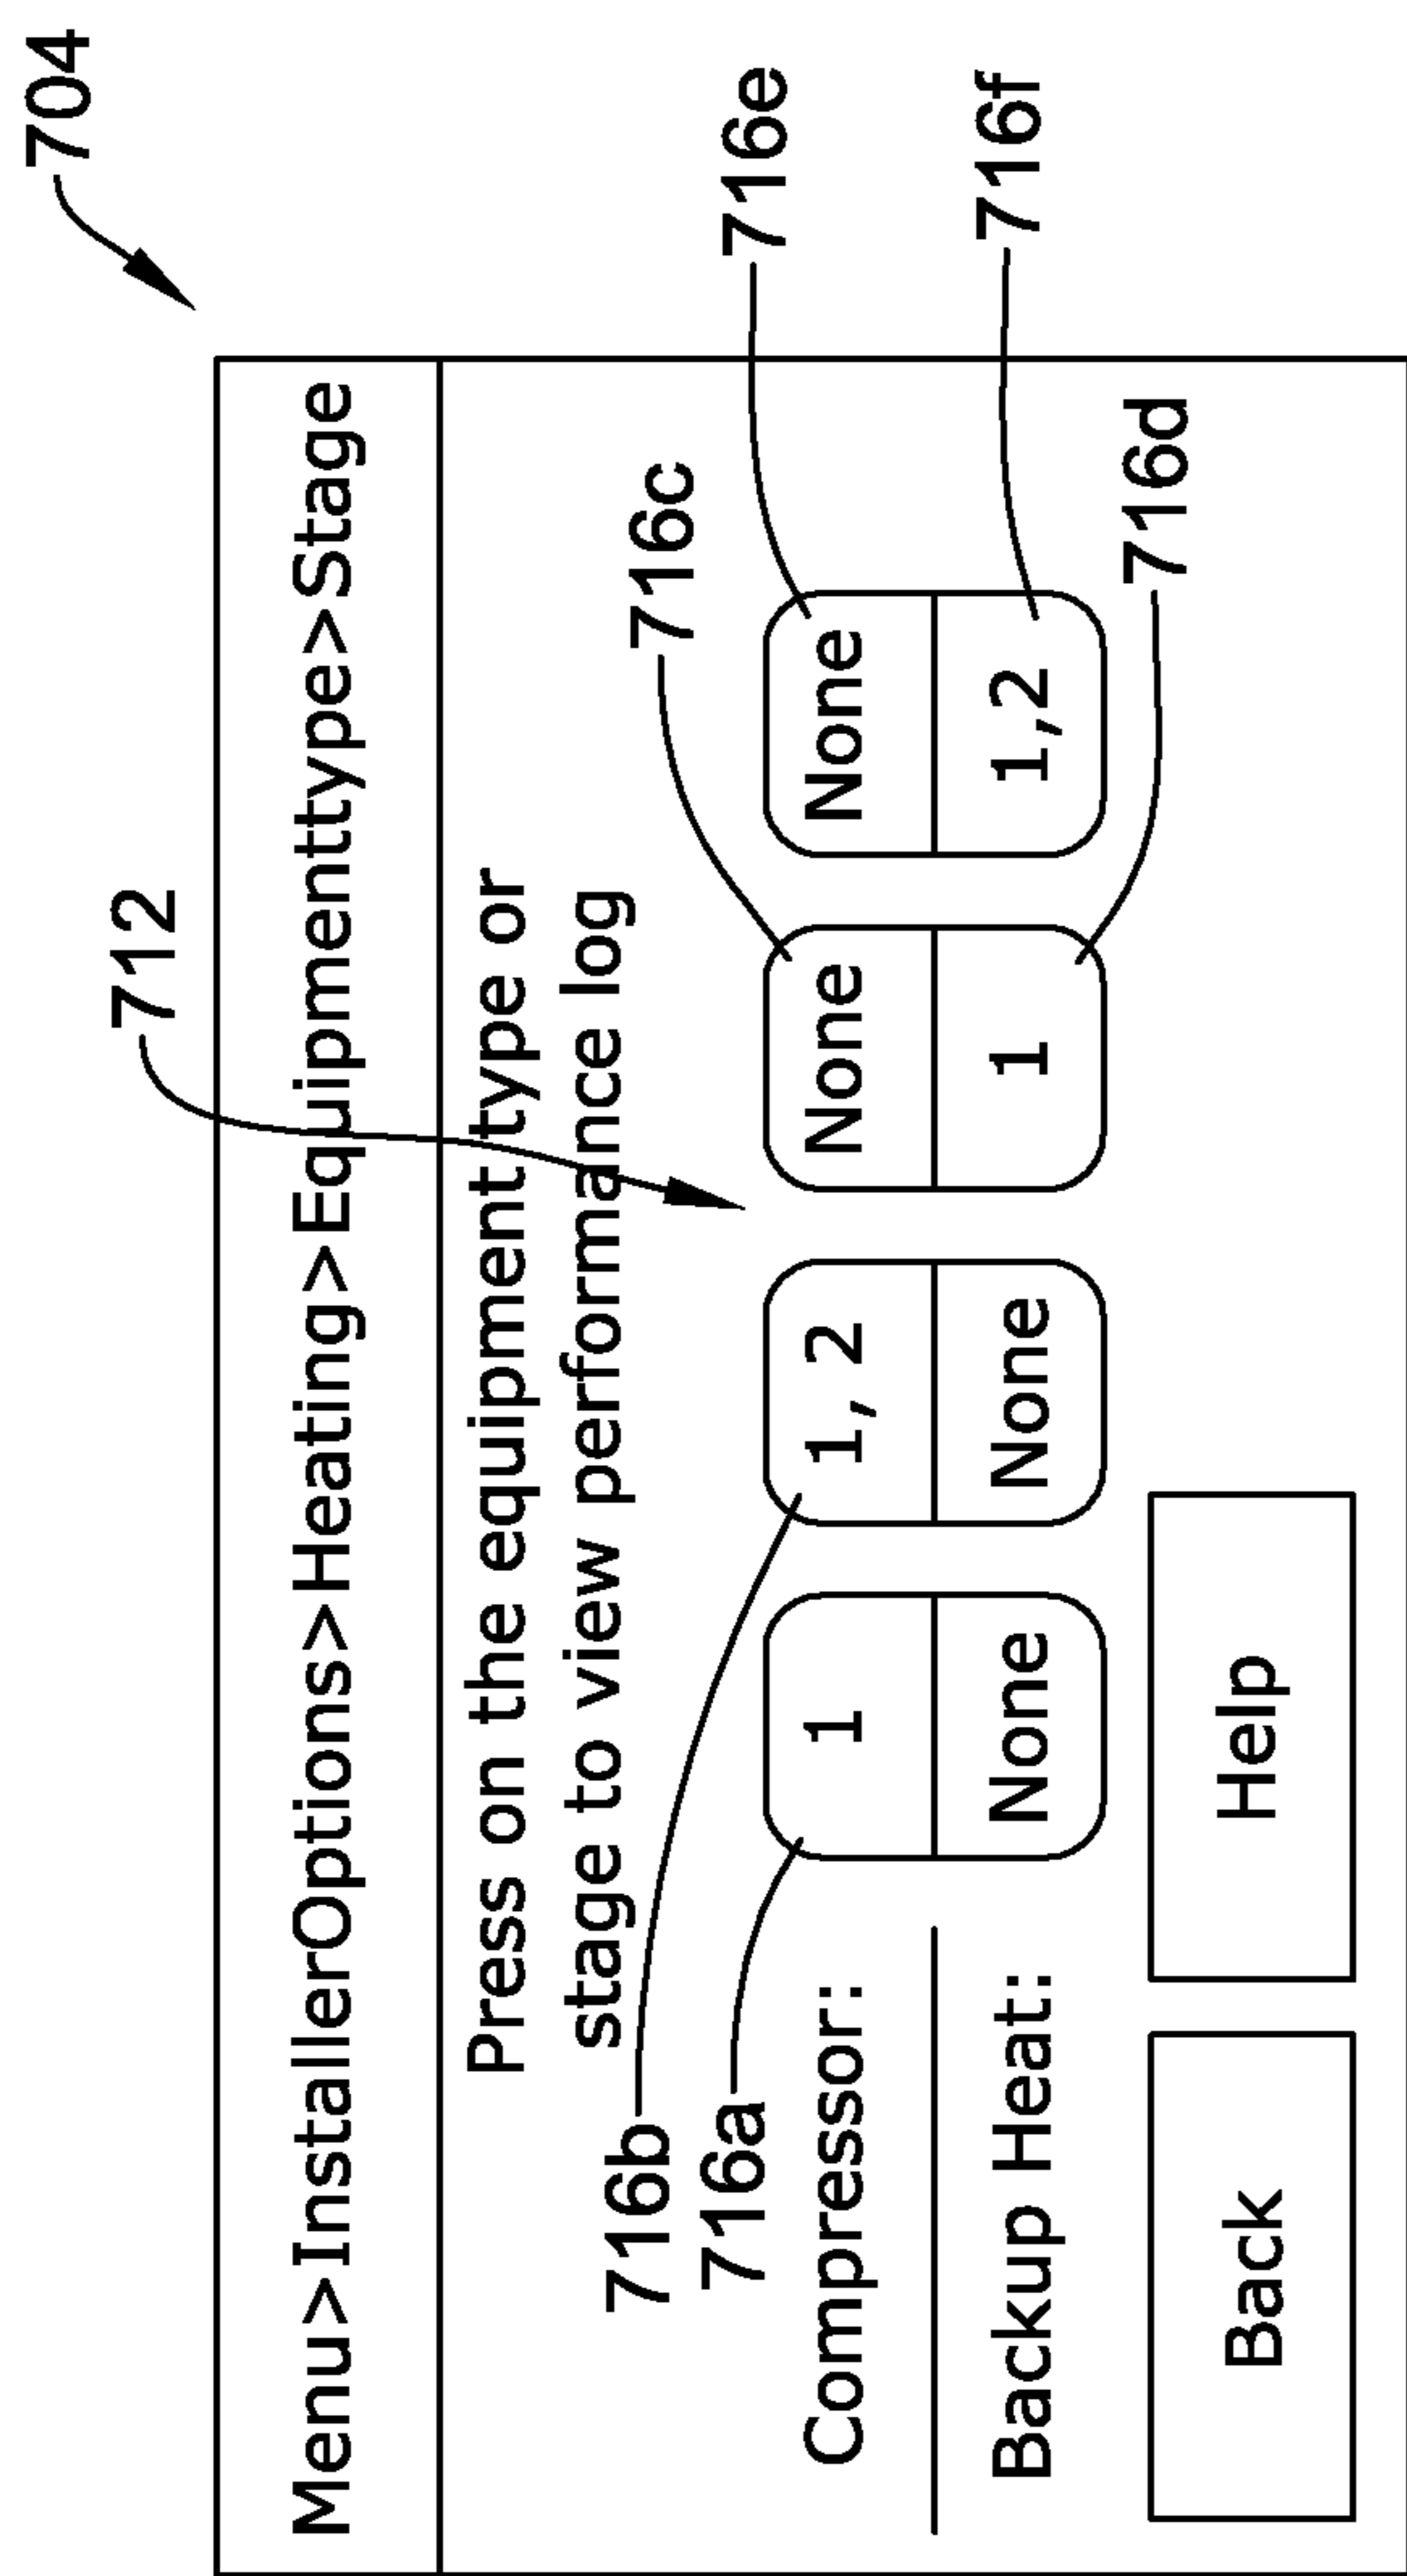 704
712
Menu>InstallerOptions>Heating>Equipmenttype>Stage
Press on the equipment type or
stage to view performance log
716b
716c
716e
716a
Compressor: 1 1, 2 None None
716f
Backup Heat: None None 1 1,2
716d
Back Help